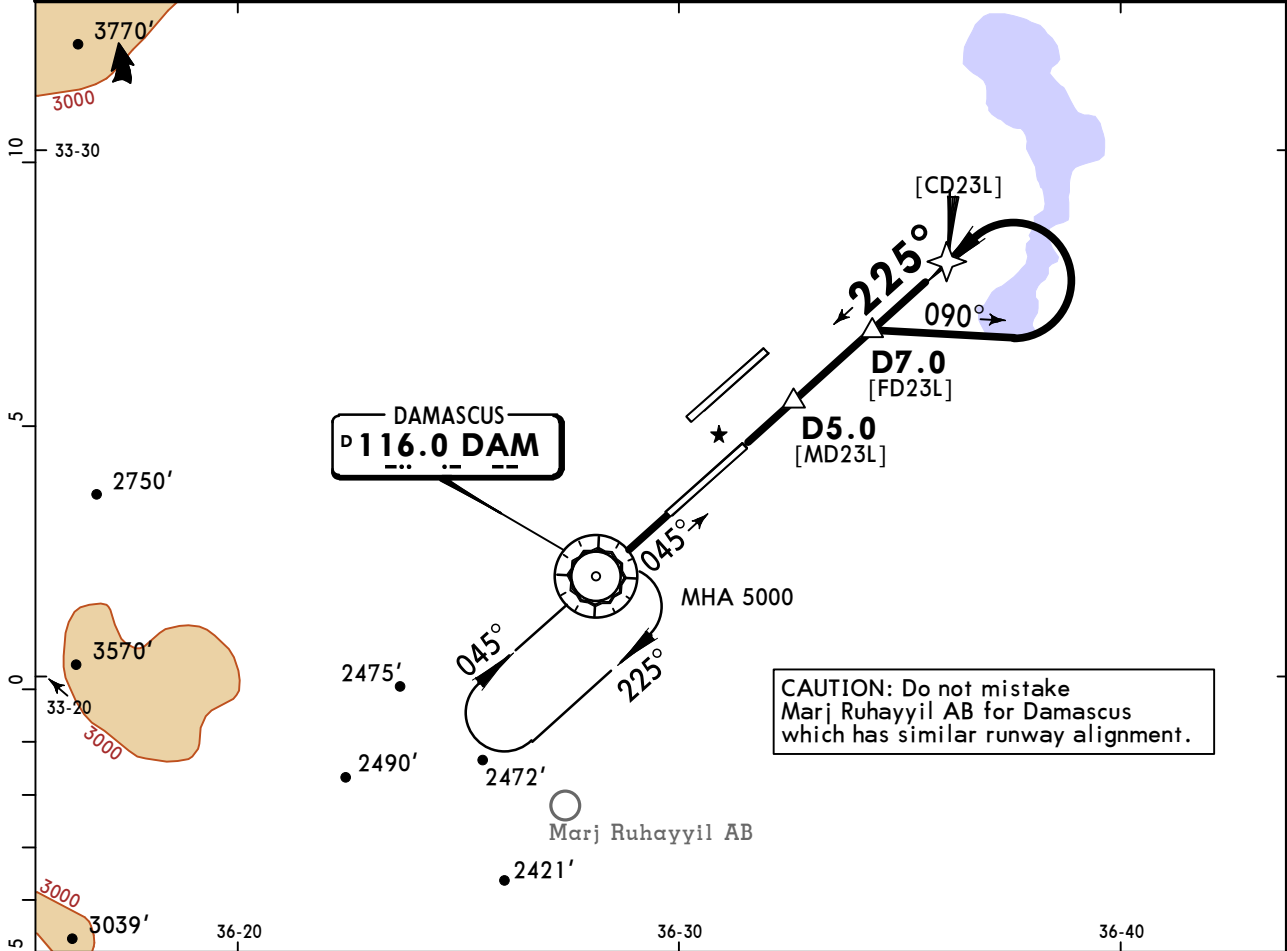 3770'
3000
10
33-30
[CD23L]
225°
090°
D7.0
[FD23L]
5
DAMASCUS
D 116.0 DAM
D5.0
[MD23L]
2750'
045°
MHA 5000
045°
225°
3570'
2475'
0
33-20
3000
CAUTION: Do not mistake
Marj Ruhayyil AB for Damascus
which has similar runway alignment.
2490'
2472'
Marj Ruhayyil AB
2421'
3000
3039'
5
36-20
36-30
36-40